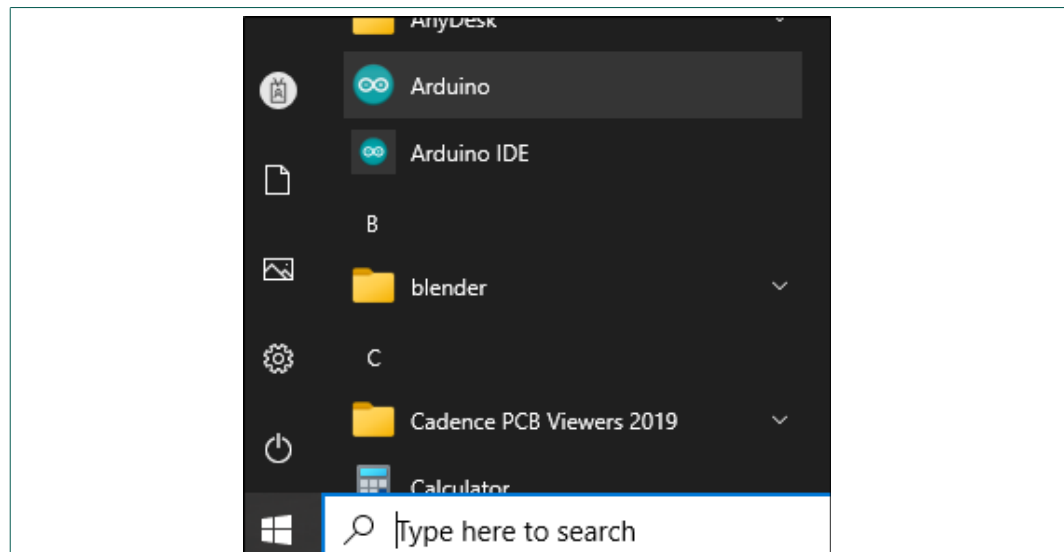 AnyDesk
Arduino
Arduino IDE
B
blender
C
Cadence PCB Viewers 2019
Calculator
Type here to search